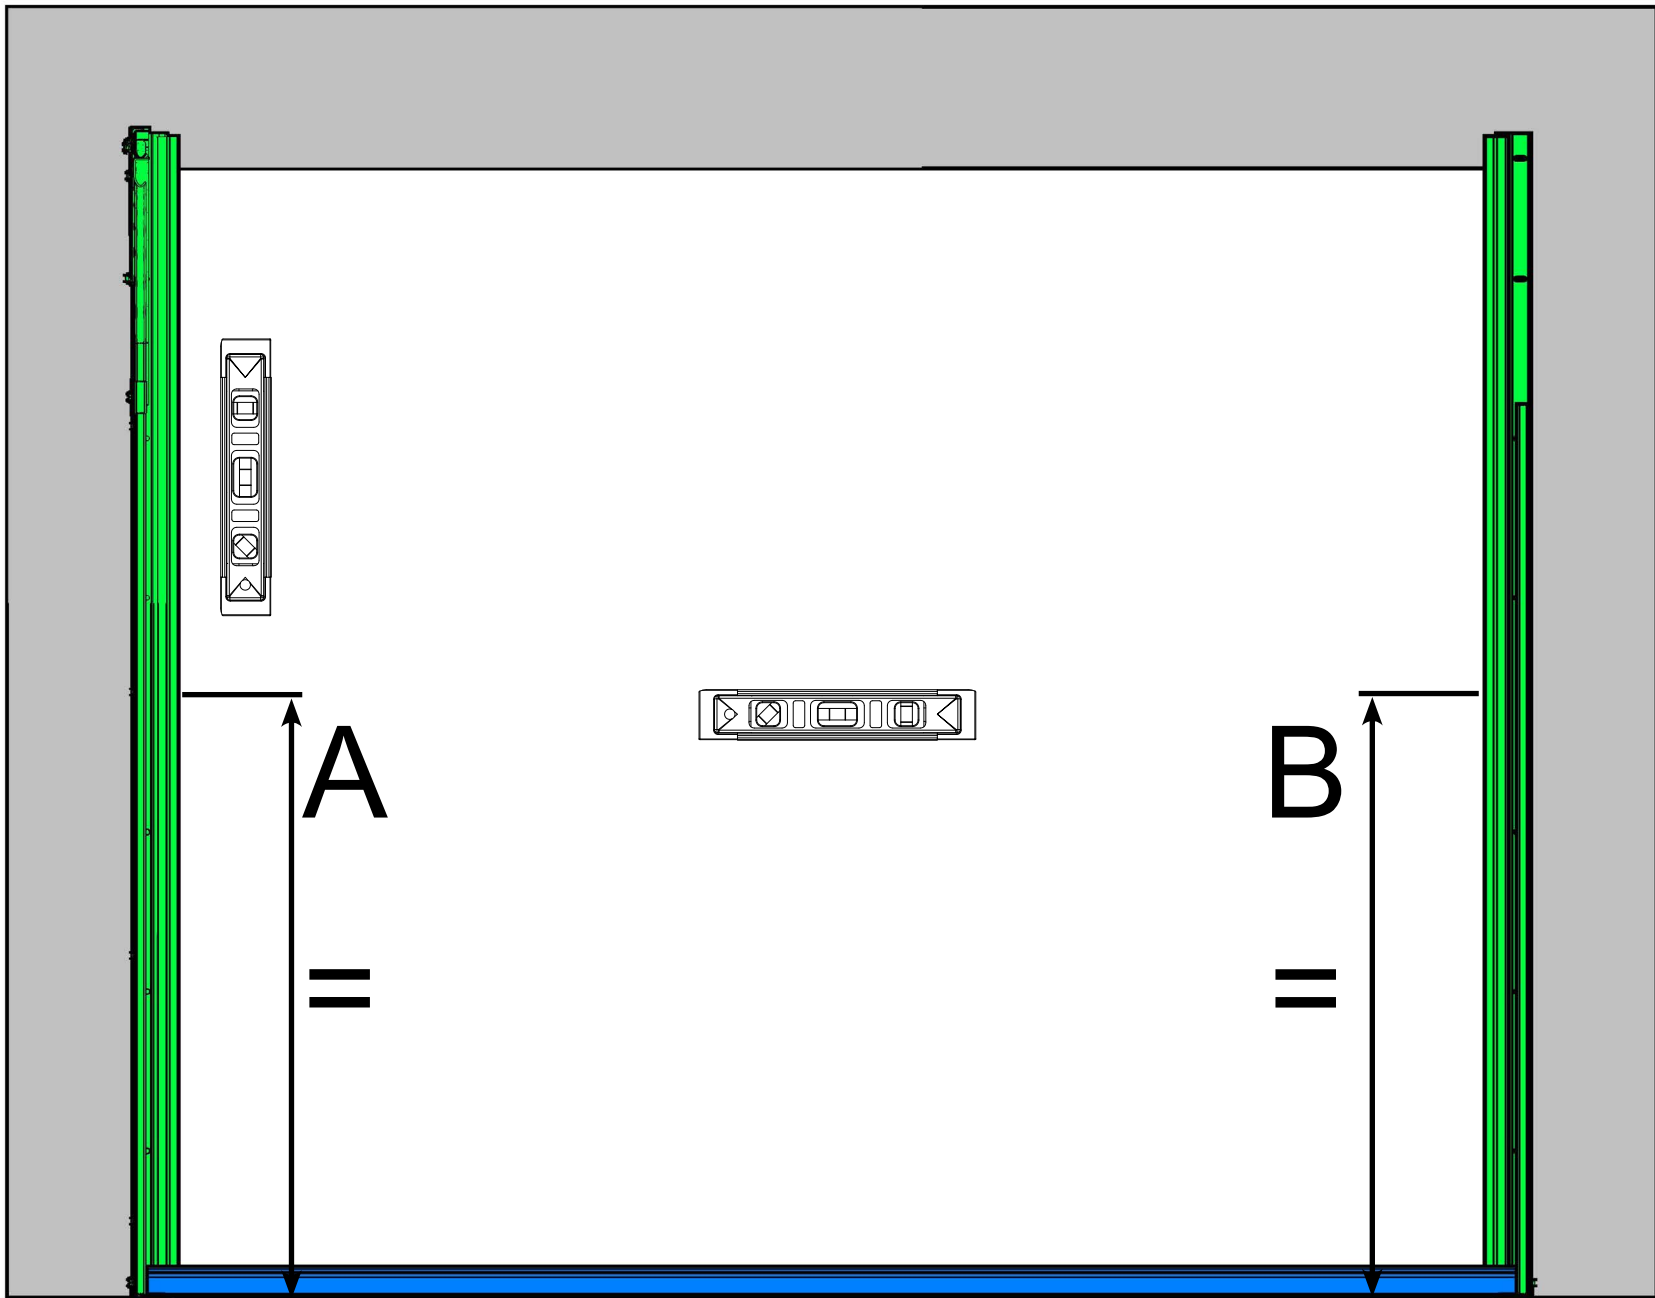 A B
= =